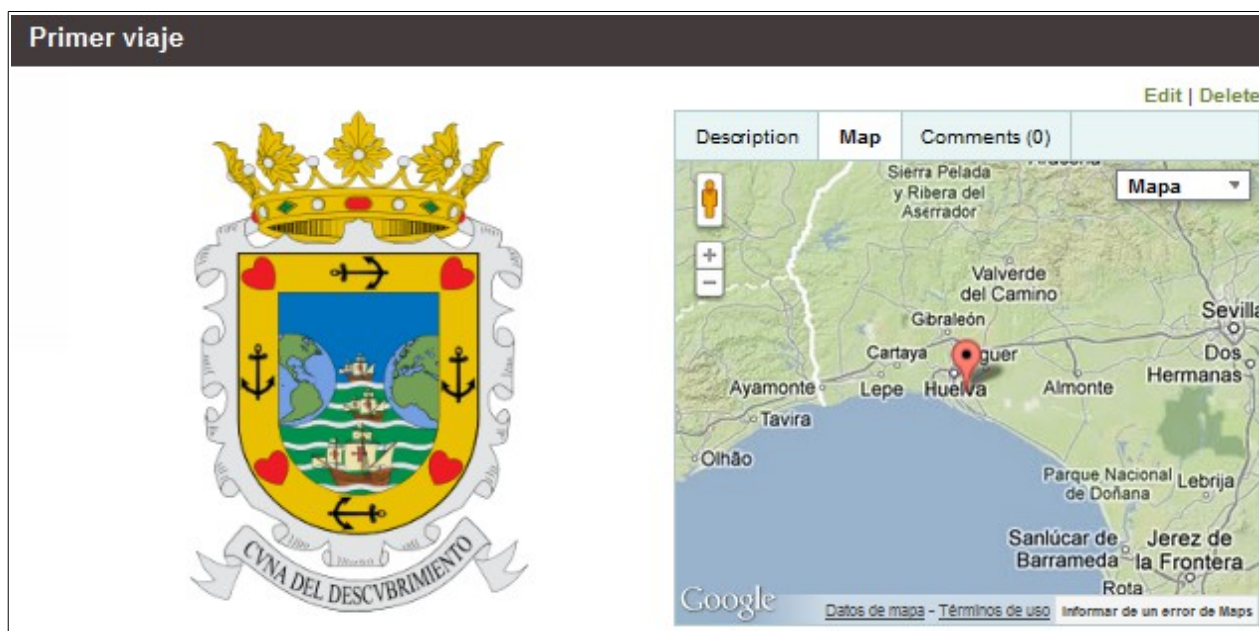 Primer viaje
Edit | Delete
Description Map Comments (0)
Mapa
Sierra Pelada
y Ribera del
Aserrador
Valverde
del Camino
Gibraleón
Sevilla
Cartaya
guer
Dos
Hermanas
Ayamonte
Lepe
Huelva
Almonte
Tavira
Olhão
Parque Nacional
de Doñana
Lebrija
Sanlúcar de
Barrameda
Jerez de
la Frontera
Rota
CVNA DEL DESCVBRIMIENTO
Google
Datos de mapa - Términos de uso
Informar de un error de Maps